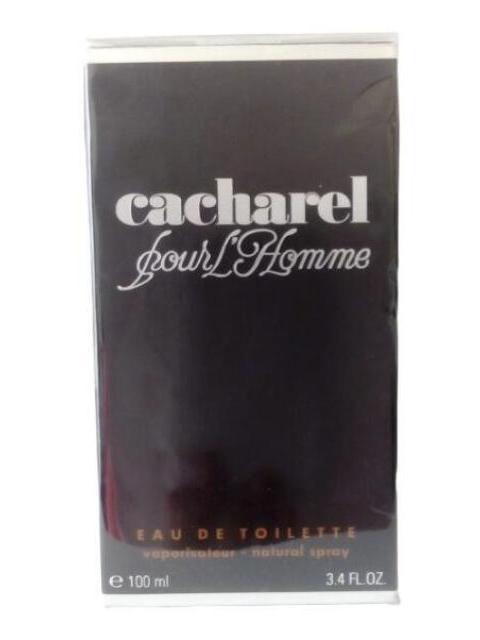 cacharel
pour L'Homme
EAU DE TOILETTE
vaporisateur - natural spray
℮ 100 ml 3.4 FL.OZ.